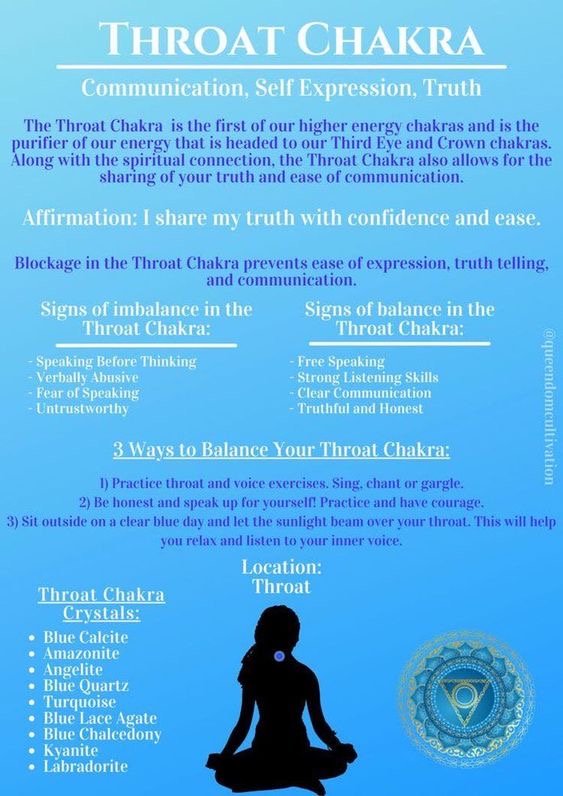 THROAT CHAKRA
Communication, Self Expression, Truth
The Throat Chakra is the first of our higher energy chakras and is the
purifier of our energy that is headed to our Third Eye and Crown chakras.
Along with the spiritual connection, the Throat Chakra also allows for the
sharing of your truth and ease of communication.
Affirmation: I share my truth with confidence and ease.
Blockage in the Throat Chakra prevents ease of expression, truth telling,
and communication.
Signs of imbalance in the
Throat Chakra:
- Speaking Before Thinking
- Verbally Abusive
- Fear of Speaking
- Untrustworthy
Signs of balance in the
Throat Chakra:
- Free Speaking
- Strong Listening Skills
- Clear Communication
- Truthful and Honest
@queendomcultivation
3 Ways to Balance Your Throat Chakra:
1) Practice throat and voice exercises. Sing, chant or gargle.
2) Be honest and speak up for yourself! Practice and have courage.
3) Sit outside on a clear blue day and let the sunlight beam over your throat. This will help
you relax and listen to your inner voice.
Location:
Throat
Throat Chakra
Crystals:
• Blue Calcite
• Amazonite
• Angelite
• Blue Quartz
• Turquoise
• Blue Lace Agate
• Blue Chalcedony
• Kyanite
• Labradorite